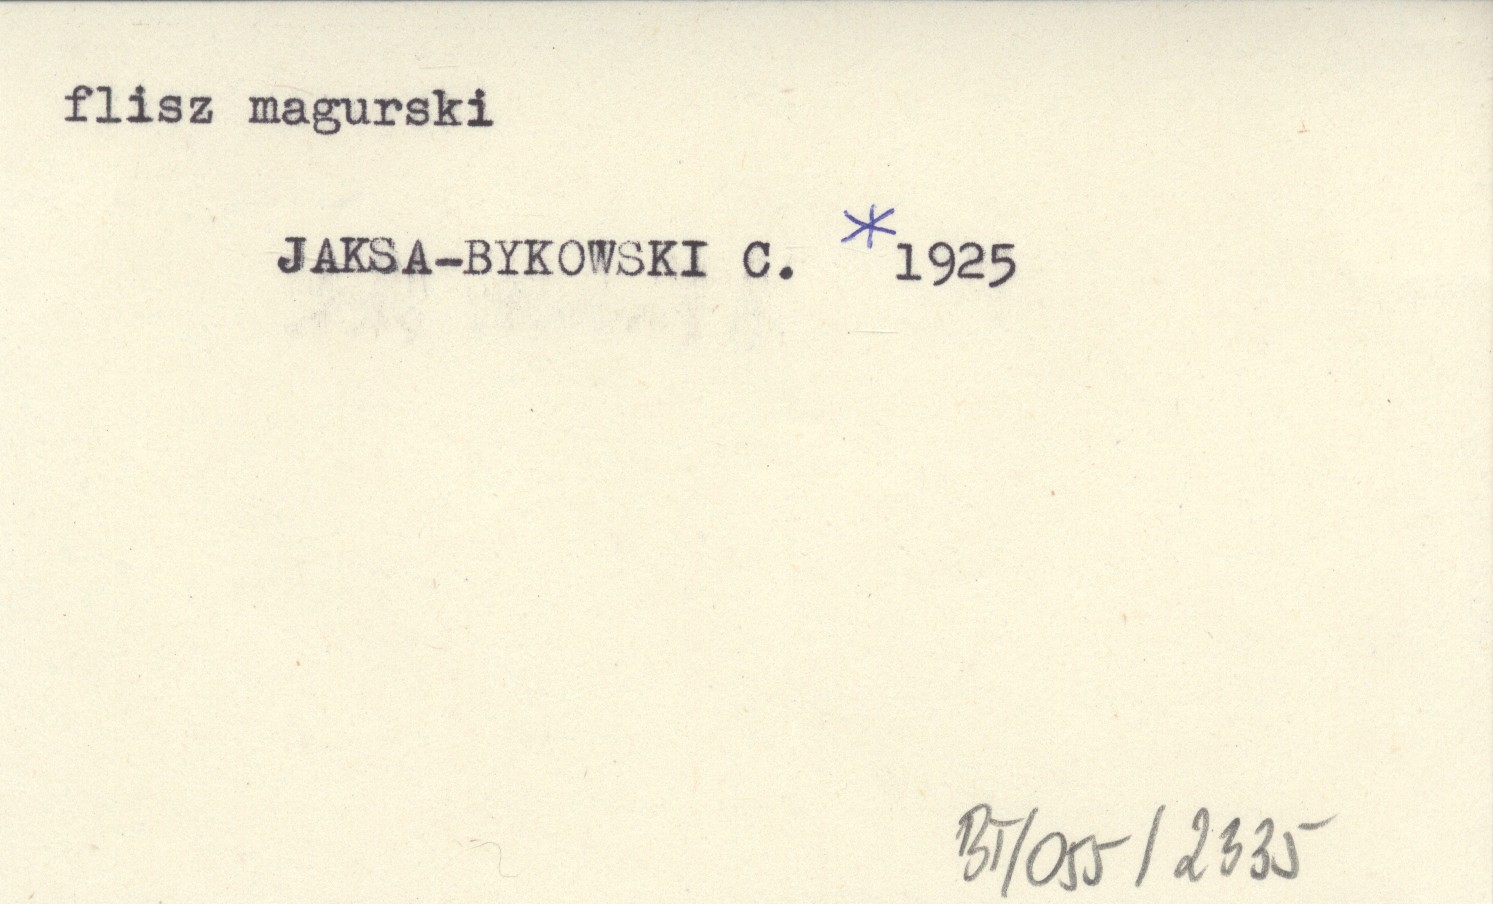 flisz magurski
JAKSA-BYKOWSKI C. *1925
BT/055/2335